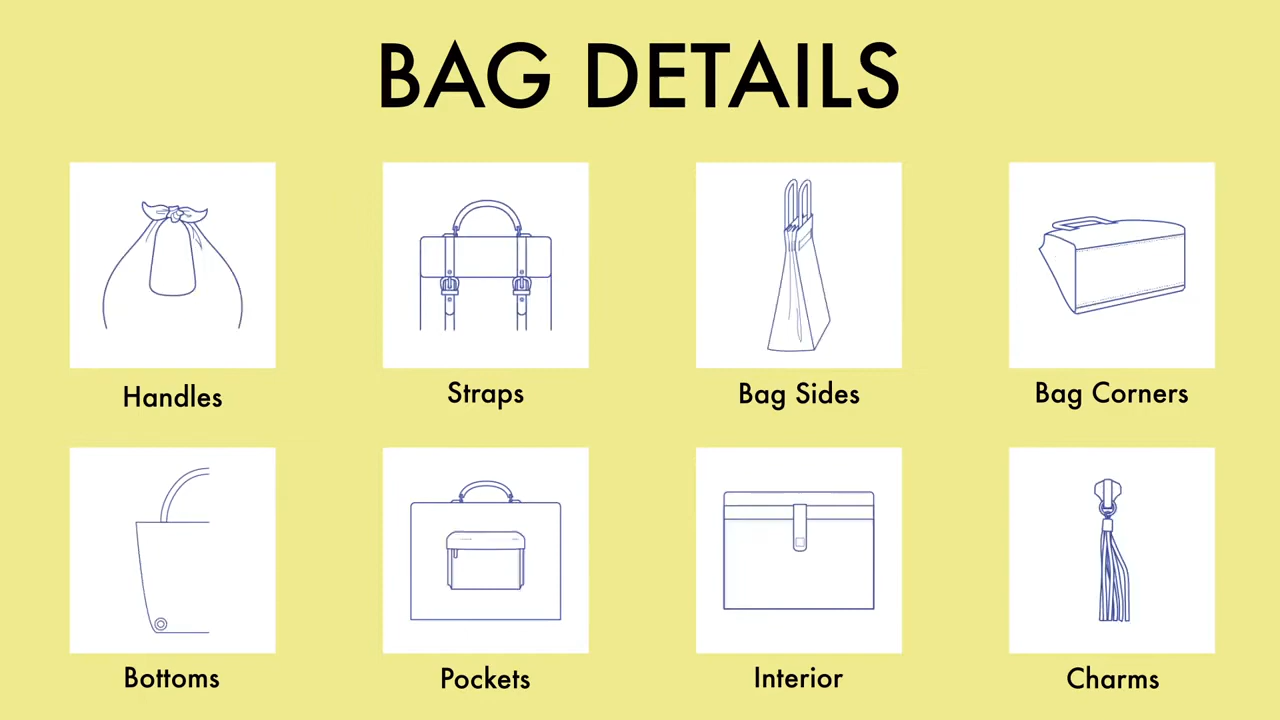 BAG DETAILS
Handles
Straps
Bag Sides
Bag Corners
Bottoms
Pockets
Interior
Charms